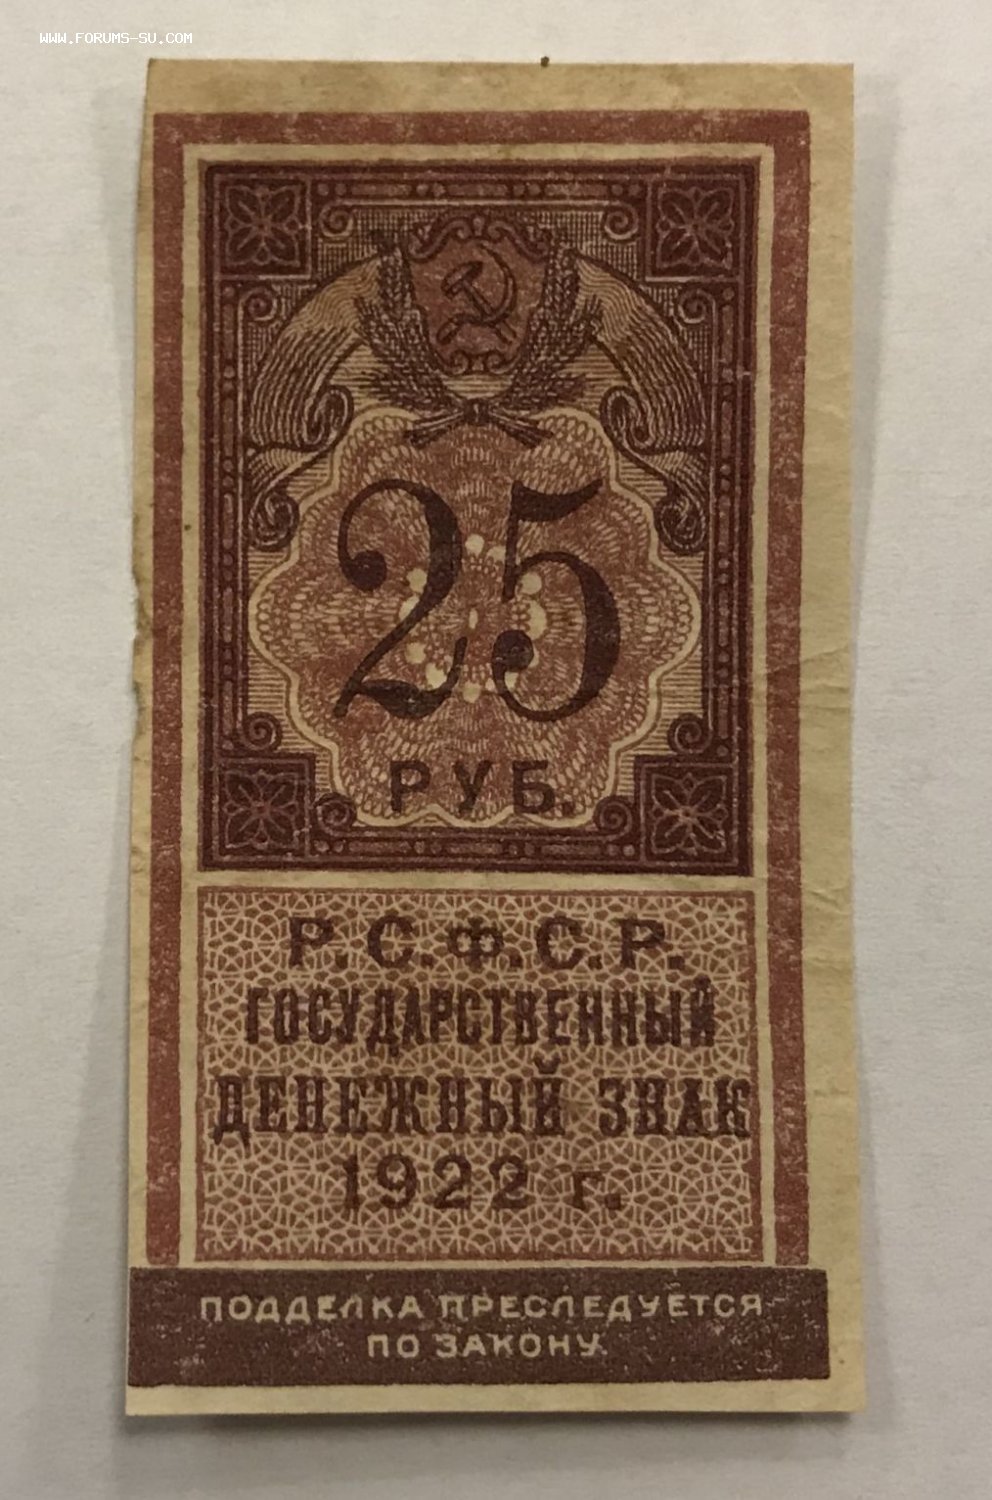 WWW.FORUMS-SU.COM
25
РУБ.
Р.С.Ф.С.Р.
ГОСУДАРСТВЕННЫЙ
ДЕНЕЖНЫЙ ЗНАК
1922 г.
ПОДДЕЛКА ПРЕСЛЕДУЕТСЯ
ПО ЗАКОНУ.